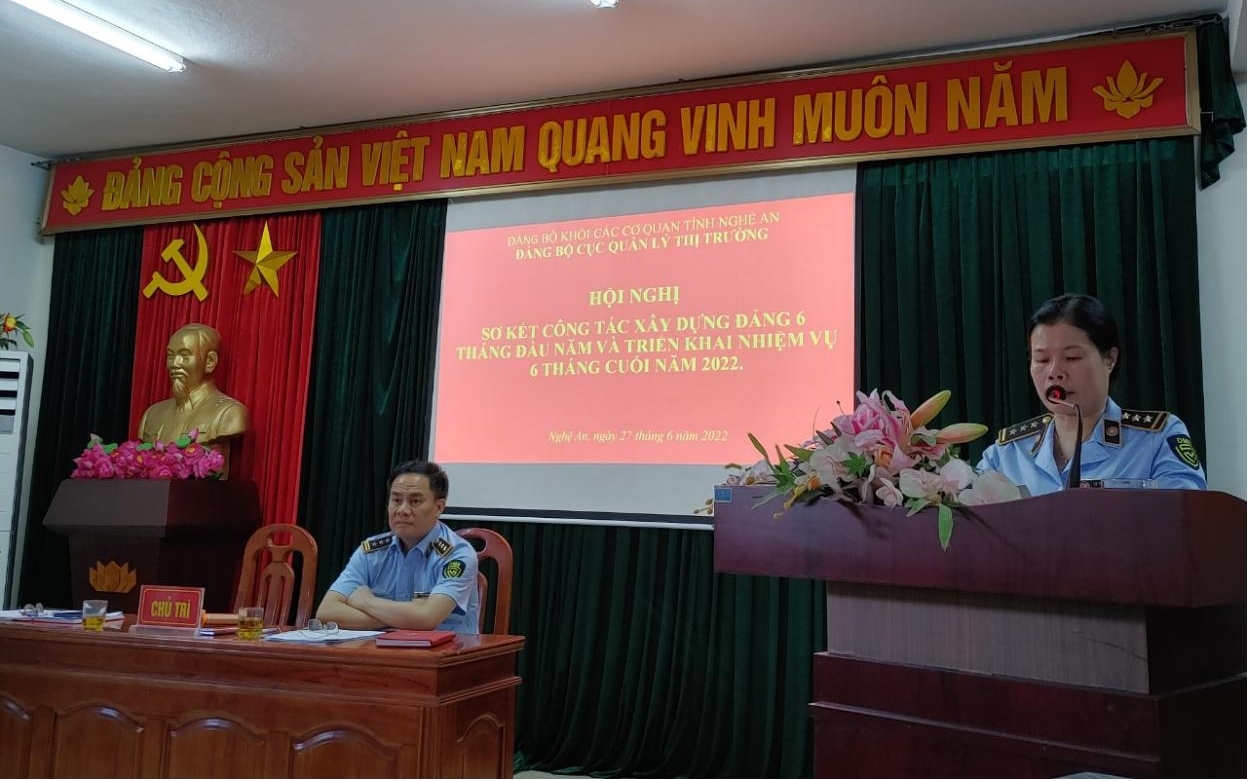 ĐẢNG CỘNG SẢN VIỆT NAM QUANG VINH MUÔN NĂM
ĐẢNG BỘ KHỐI CÁC CƠ QUAN TỈNH NGHỆ AN
ĐẢNG BỘ CỤC QUẢN LÝ THỊ TRƯỜNG
HỘI NGHỊ
SƠ KẾT CÔNG TÁC XÂY DỰNG ĐẢNG 6
THÁNG ĐẦU NĂM VÀ TRIỂN KHAI NHIỆM VỤ
6 THÁNG CUỐI NĂM 2022.
Nghệ An, ngày 27 tháng 6 năm 2022
CHỦ TRÌ